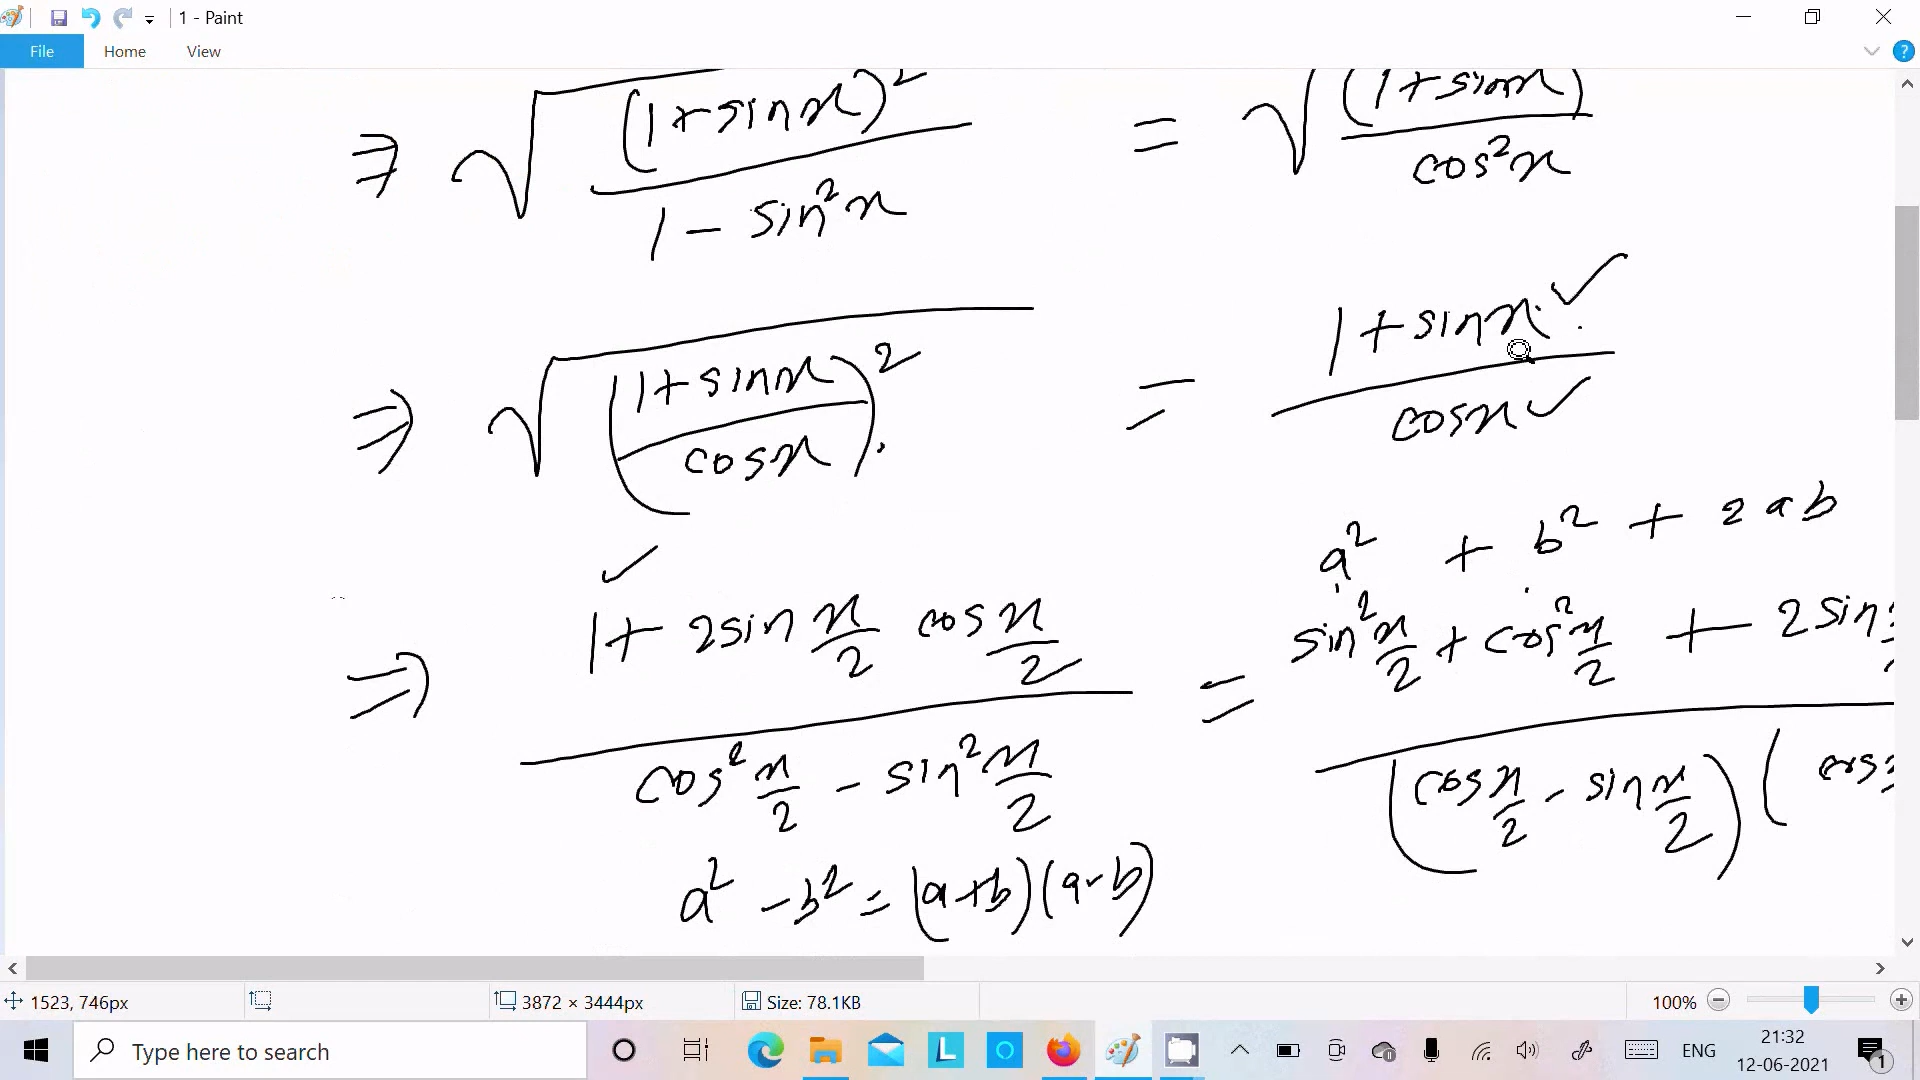 1 - Paint
File Home View
⇒ √((1+sinx)²/(1-sin²x)) = √((1+sinx)/cos²x)
⇒ √((1+sinx)/cosx)² = (1+sinx)/cosx
a² + b² + 2ab
⇒ (1+2sin x/2 cos x/2)/(cos² x/2 - sin² x/2) = (sin² x/2 + cos² x/2 + 2sin)/((cos x/2 - sin x/2)(cos
a² - b² = (a+b)(a-b)
1523, 746px 3872 × 3444px Size: 78.1KB 100%
Type here to search ENG 21:32
12-06-2021 1